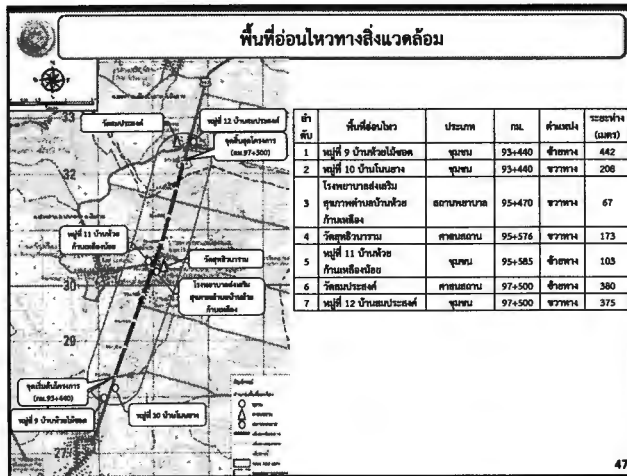 พื้นที่อ่อนไหวทางสิ่งแวดล้อม
33
32
30
29
27
วัดสมประสงค์
หมู่ที่ 12 บ้านสมประสงค์
จุดสิ้นสุดโครงการ
(กม.97+500)
หมู่ที่ 11 บ้านห้วย
ก้านเหลืองน้อย
วัดสุทธิวนาราม
โรงพยาบาลส่งเสริม
สุขภาพตำบลบ้านห้วย
ก้านเหลือง
จุดเริ่มต้นโครงการ
(กม.93+440)
หมู่ที่ 9 บ้านห้วยไม้ซอด
หมู่ที่ 10 บ้านโนนยาง
ลำดับ พื้นที่อ่อนไหว ประเภท กม. ตำแหน่ง ระยะห่าง (เมตร)
1 หมู่ที่ 9 บ้านห้วยไม้ซอด ชุมชน 93+440 ซ้ายทาง 442
2 หมู่ที่ 10 บ้านโนนยาง ชุมชน 93+440 ขวาทาง 206
3 โรงพยาบาลส่งเสริมสุขภาพตำบลบ้านห้วยก้านเหลือง สถานพยาบาล 95+470 ขวาทาง 67
4 วัดสุทธิวนาราม ศาสนสถาน 95+576 ขวาทาง 173
5 หมู่ที่ 11 บ้านห้วยก้านเหลืองน้อย ชุมชน 95+585 ซ้ายทาง 103
6 วัดสมประสงค์ ศาสนสถาน 97+500 ซ้ายทาง 380
7 หมู่ที่ 12 บ้านสมประสงค์ ชุมชน 97+500 ขวาทาง 375
47